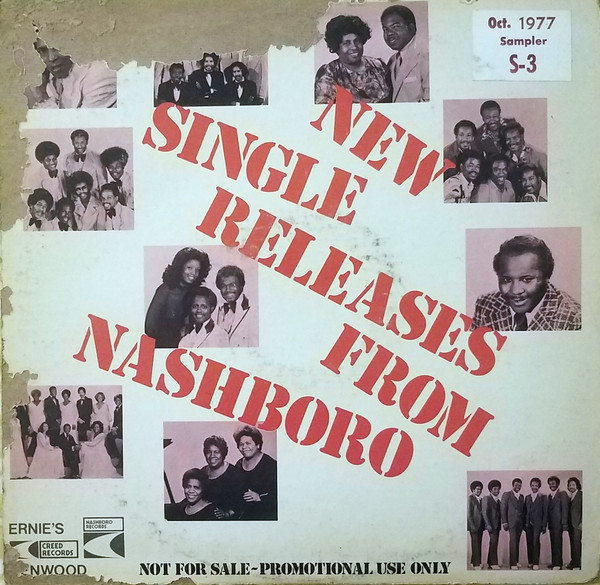 Oct. 1977
Sampler
S-3
NEW
SINGLE
RELEASES
FROM
NASHBORO
ERNIE'S
CREED
RECORDS
NASHBORO
RECORDS
ENWOOD
NOT FOR SALE~PROMOTIONAL USE ONLY